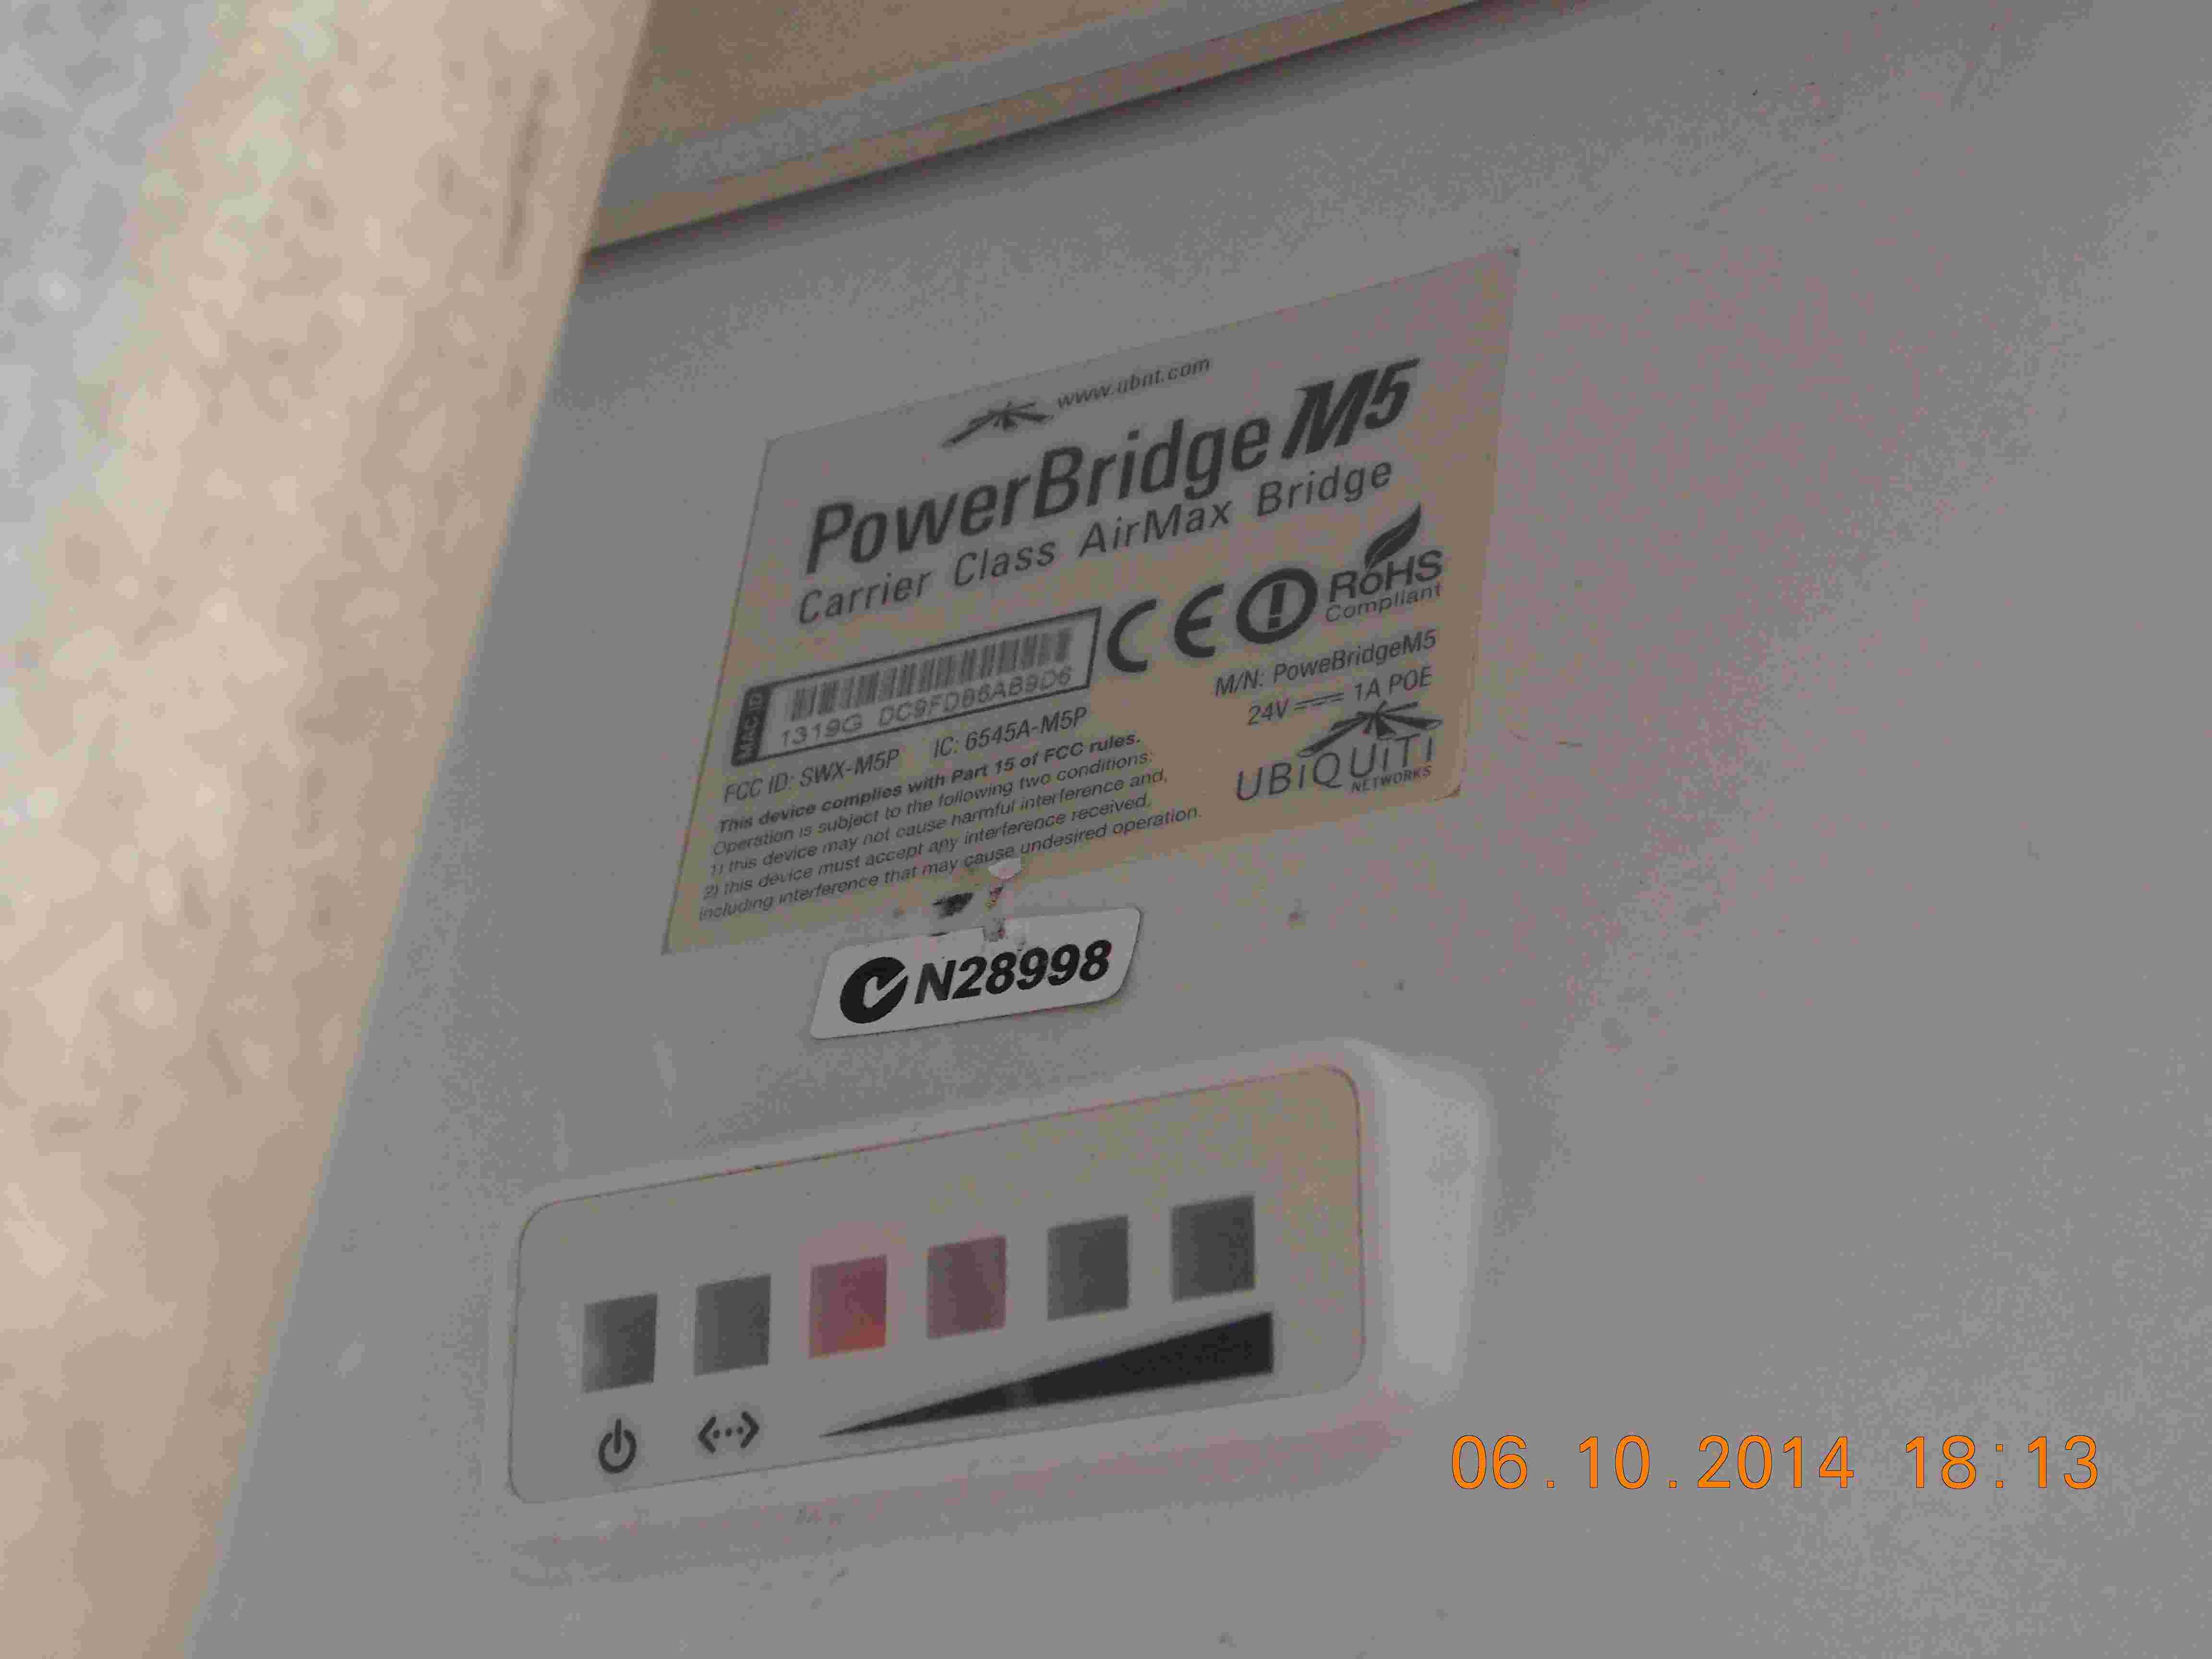 www.ubnt.com
PowerBridge M5
Carrier Class AirMax Bridge
CE
RoHS
Compliant
MAC ID
1319G DC9FDB6AB9D6
M/N: PoweBridgeM5
24V 1A POE
FCC ID: SWX-M5P IC: 6545A-M5P
UBiQUiTi
NETWORKS
This device complies with Part 15 of FCC rules.
Operation is subject to the following two conditions:
1) this device may not cause harmful interference and,
2) this device must accept any interference received,
including interference that may cause undesired operation.
N28998
06.10.2014 18:13